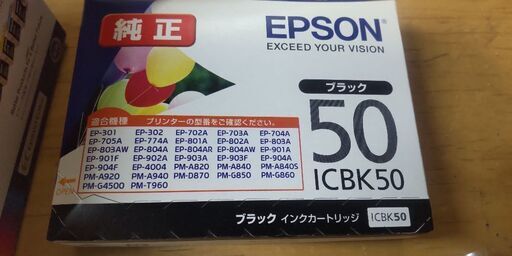 純正
EPSON
EXCEED YOUR VISION
ブラック
50
ICBK50
適合機種 プリンターの型番をご確認ください。
EP-301 EP-302 EP-702A EP-703A EP-704A
EP-705A EP-774A EP-801A EP-802A EP-803A
EP-803AW EP-804A EP-804AR EP-804AW EP-901A
EP-901F EP-902A EP-903A EP-903F EP-904A
EP-904F EP-4004 PM-A820 PM-A840 PM-A840S
PM-A920 PM-A940 PM-D870 PM-G850 PM-G860
PM-G4500 PM-T960
OPEN
ブラック インクカートリッジ ICBK50